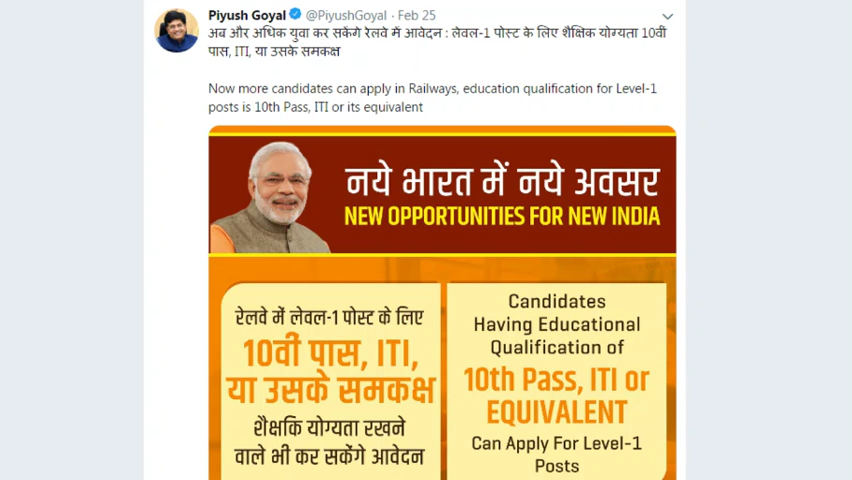 Piyush Goyal @PiyushGoyal · Feb 25
अब और अधिक युवा कर सकेंगे रेलवे में आवेदन : लेवल-1 पोस्ट के लिए शैक्षिक योग्यता 10वीं
पास, ITI, या उसके समकक्ष
Now more candidates can apply in Railways, education qualification for Level-1
posts is 10th Pass, ITI or its equivalent
नये भारत में नये अवसर
NEW OPPORTUNITIES FOR NEW INDIA
रेलवे में लेवल-1 पोस्ट के लिए
10वीं पास, ITI,
या उसके समकक्ष
शैक्षकि योग्यता रखने
वाले भी कर सकेंगे आवेदन
Candidates
Having Educational
Qualification of
10th Pass, ITI or
EQUIVALENT
Can Apply For Level-1
Posts